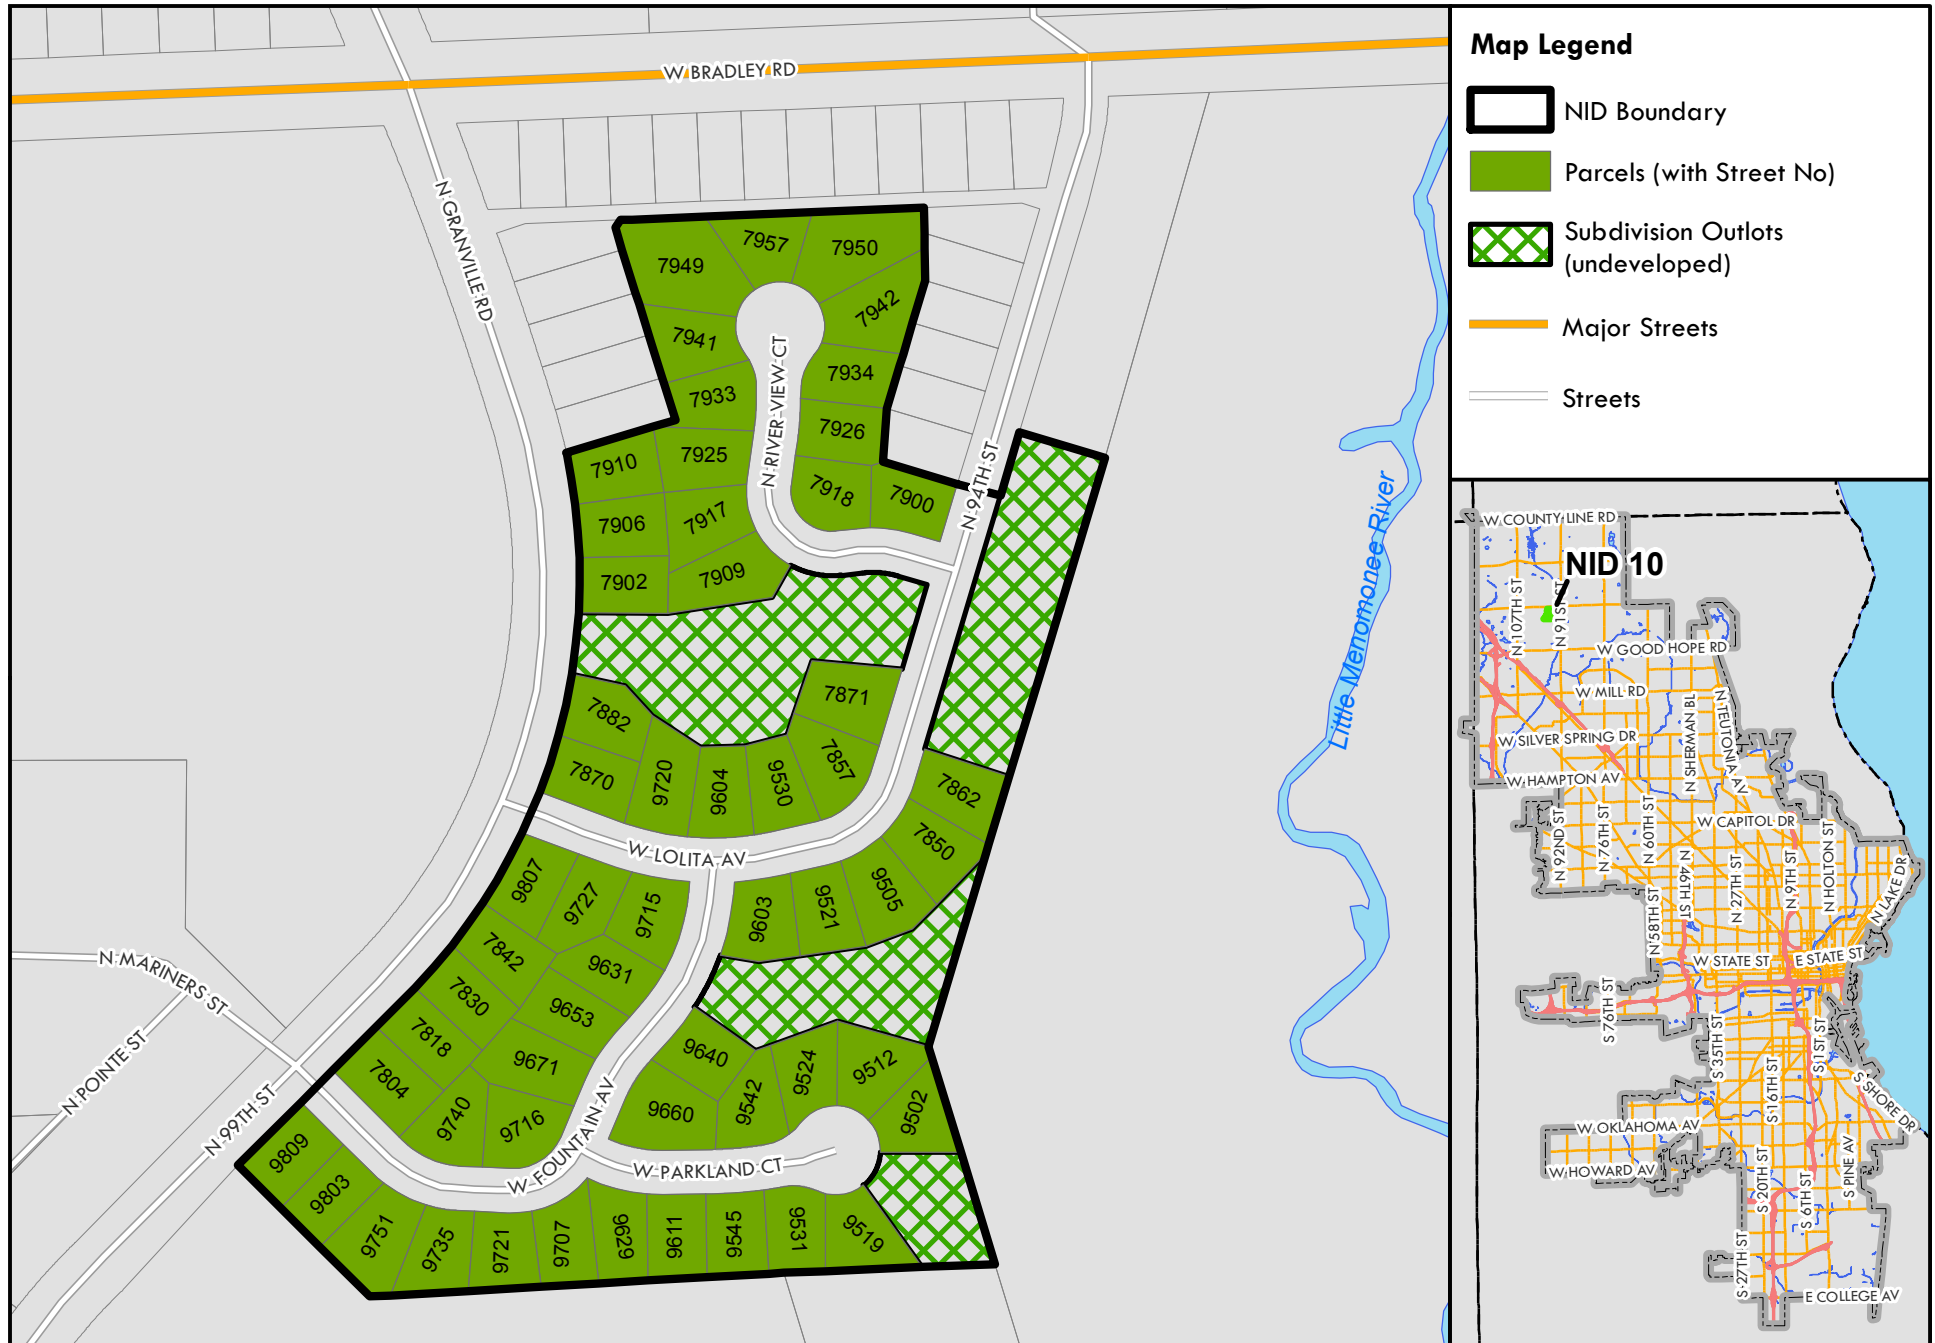 W BRADLEY RD
N GRANVILLE RD
7949
7957
7950
7942
7941
7934
7933
7926
N RIVER VIEW CT
7910
7925
7918
7900
N 94TH ST
7906
7917
7902
7909
7871
7882
7857
7870
9720
9604
9530
7862
7850
W LOLITA AV
9807
9727
9715
9603
9521
9505
7842
9631
7830
9653
7818
9671
7804
9740
9716
9640
9524
9512
9660
9542
9502
N MARINERS ST
N POINTE ST
N 99TH ST
W FOUNTAIN AV
W PARKLAND CT
9809
9803
9751
9735
9721
9707
9629
9611
9545
9531
9519
Little Menomonee River
Map Legend
NID Boundary
Parcels (with Street No)
Subdivision Outlots
(undeveloped)
Major Streets
Streets
W COUNTY LINE RD
NID 10
N 107TH ST
N 91ST ST
W GOOD HOPE RD
W MILL RD
N SHERMAN BL
N TEUTONIA AV
W SILVER SPRING DR
W HAMPTON AV
W CAPITOL DR
N 92ND ST
N 76TH ST
N 60TH ST
N 46TH ST
N 27TH ST
N 9TH ST
N HOLTON ST
N LAKE DR
N 58TH ST
W STATE ST
E STATE ST
S 76TH ST
S 35TH ST
S 16TH ST
S 1 ST ST
S SHORE DR
W OKLAHOMA AV
W HOWARD AV
S 20TH ST
S 6TH ST
S PINE AV
S 27TH ST
E COLLEGE AV